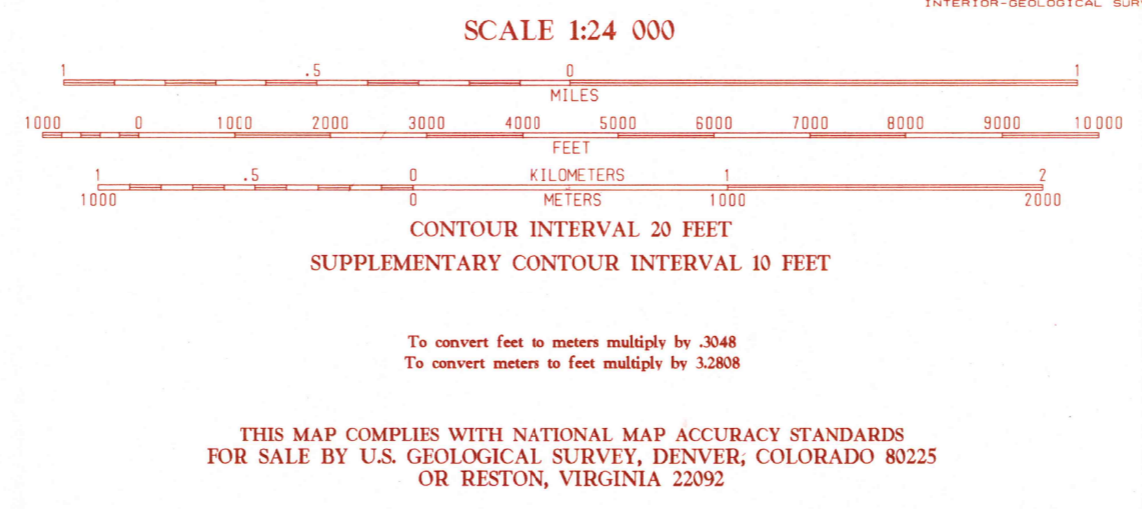 INTERIOR-GEOLOGICAL
SCALE 1:24 000
1 .5 0 1
MILES
1000 0 1000 2000 3000 4000 5000 6000 7000 8000 9000 10 000
FEET
1 .5 0 KILOMETERS 1 2
1000 0 METERS 1000 2000
CONTOUR INTERVAL 20 FEET
SUPPLEMENTARY CONTOUR INTERVAL 10 FEET
To convert feet to meters multiply by .3048
To convert meters to feet multiply by 3.2808
THIS MAP COMPLIES WITH NATIONAL MAP ACCURACY STANDARDS
FOR SALE BY U.S. GEOLOGICAL SURVEY, DENVER, COLORADO 80225
OR RESTON, VIRGINIA 22092